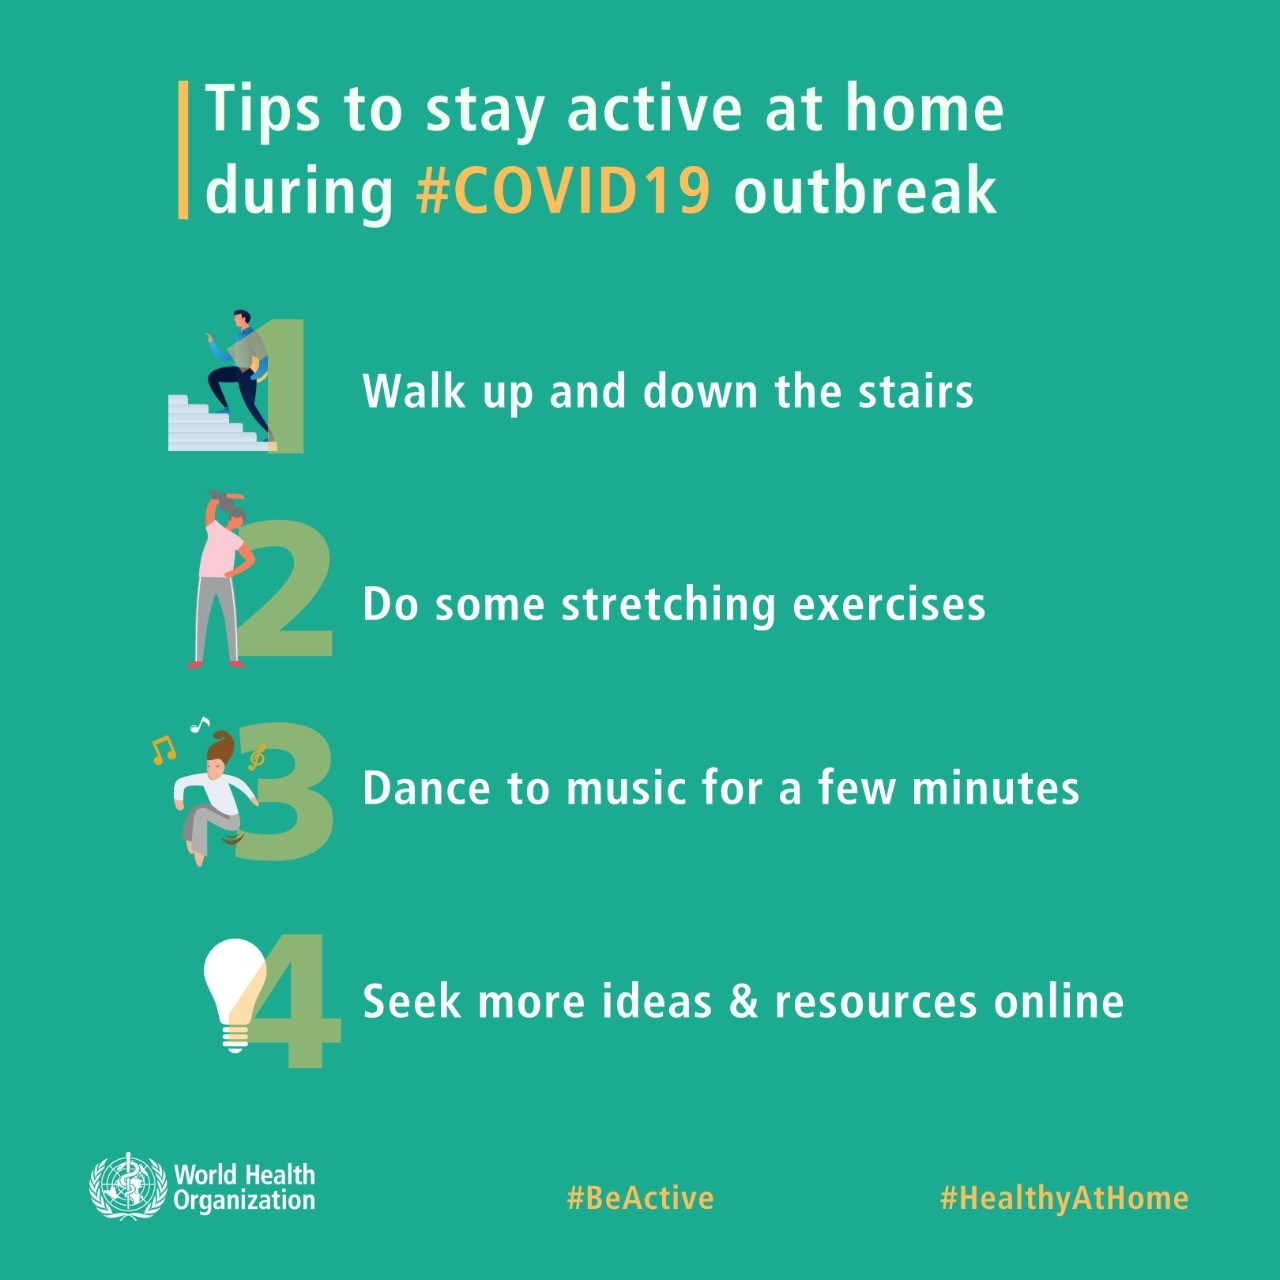 Tips to stay active at home
during #COVID19 outbreak
1
Walk up and down the stairs
2
Do some stretching exercises
3
Dance to music for a few minutes
4
Seek more ideas & resources online
World Health
Organization
#BeActive
#HealthyAtHome